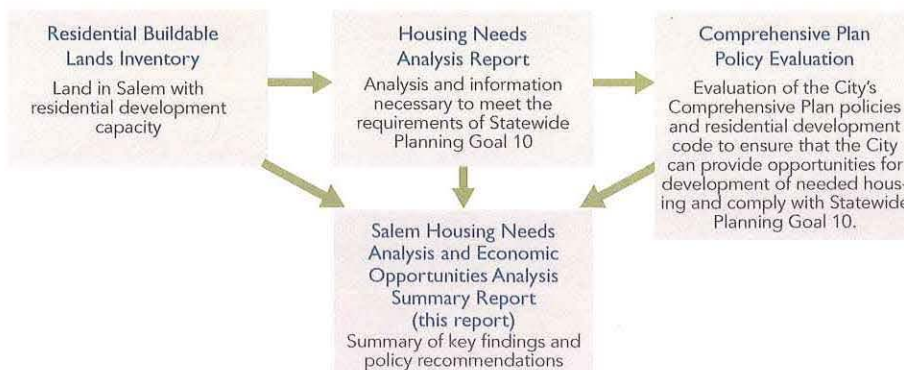 Residential Buildable
Lands Inventory
Land in Salem with
residential development
capacity
Housing Needs
Analysis Report
Analysis and information
necessary to meet the
requirements of Statewide
Planning Goal 10
Comprehensive Plan
Policy Evaluation
Evaluation of the City's
Comprehensive Plan policies
and residential development
code to ensure that the City
can provide opportunities for
development of needed hous-
ing and comply with Statewide
Planning Goal 10.
Salem Housing Needs
Analysis and Economic
Opportunities Analysis
Summary Report
(this report)
Summary of key findings and
policy recommendations